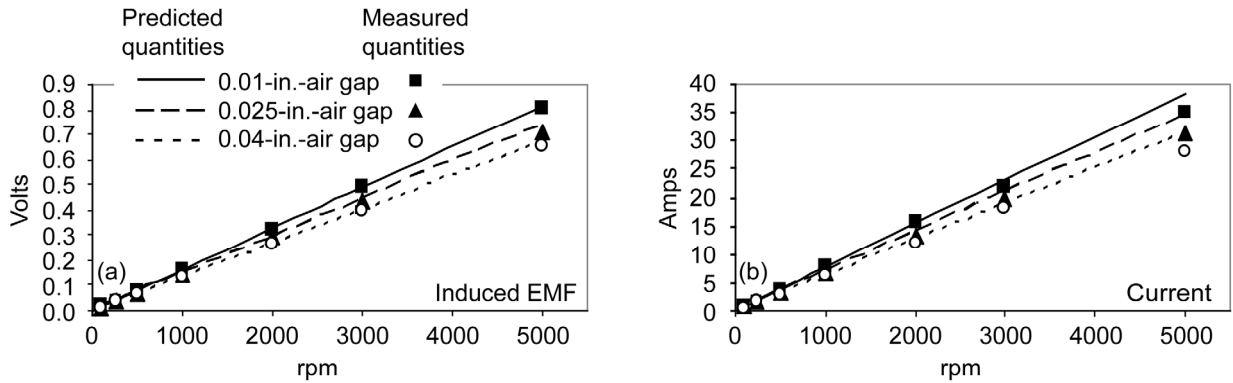 Predicted quantities
Measured quantities
0.01-in.-air gap
0.025-in.-air gap
0.04-in.-air gap
Volts
0.9
0.8
0.7
0.6
0.5
0.4
0.3
0.2
0.1
0.0
(a)
Induced EMF
0 1000 2000 3000 4000 5000
rpm
Amps
40
35
30
25
20
15
10
5
0
(b)
Current
0 1000 2000 3000 4000 5000
rpm